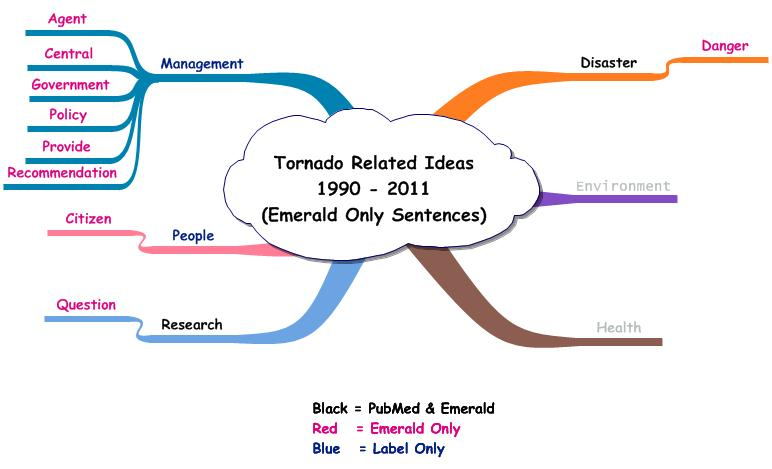 Agent
Central
Government
Policy
Provide
Recommendation
Management
Citizen
People
Question
Research
Tornado Related Ideas
1990 - 2011
(Emerald Only Sentences)
Disaster
Danger
Environment
Health
Black = PubMed & Emerald
Red = Emerald Only
Blue = Label Only